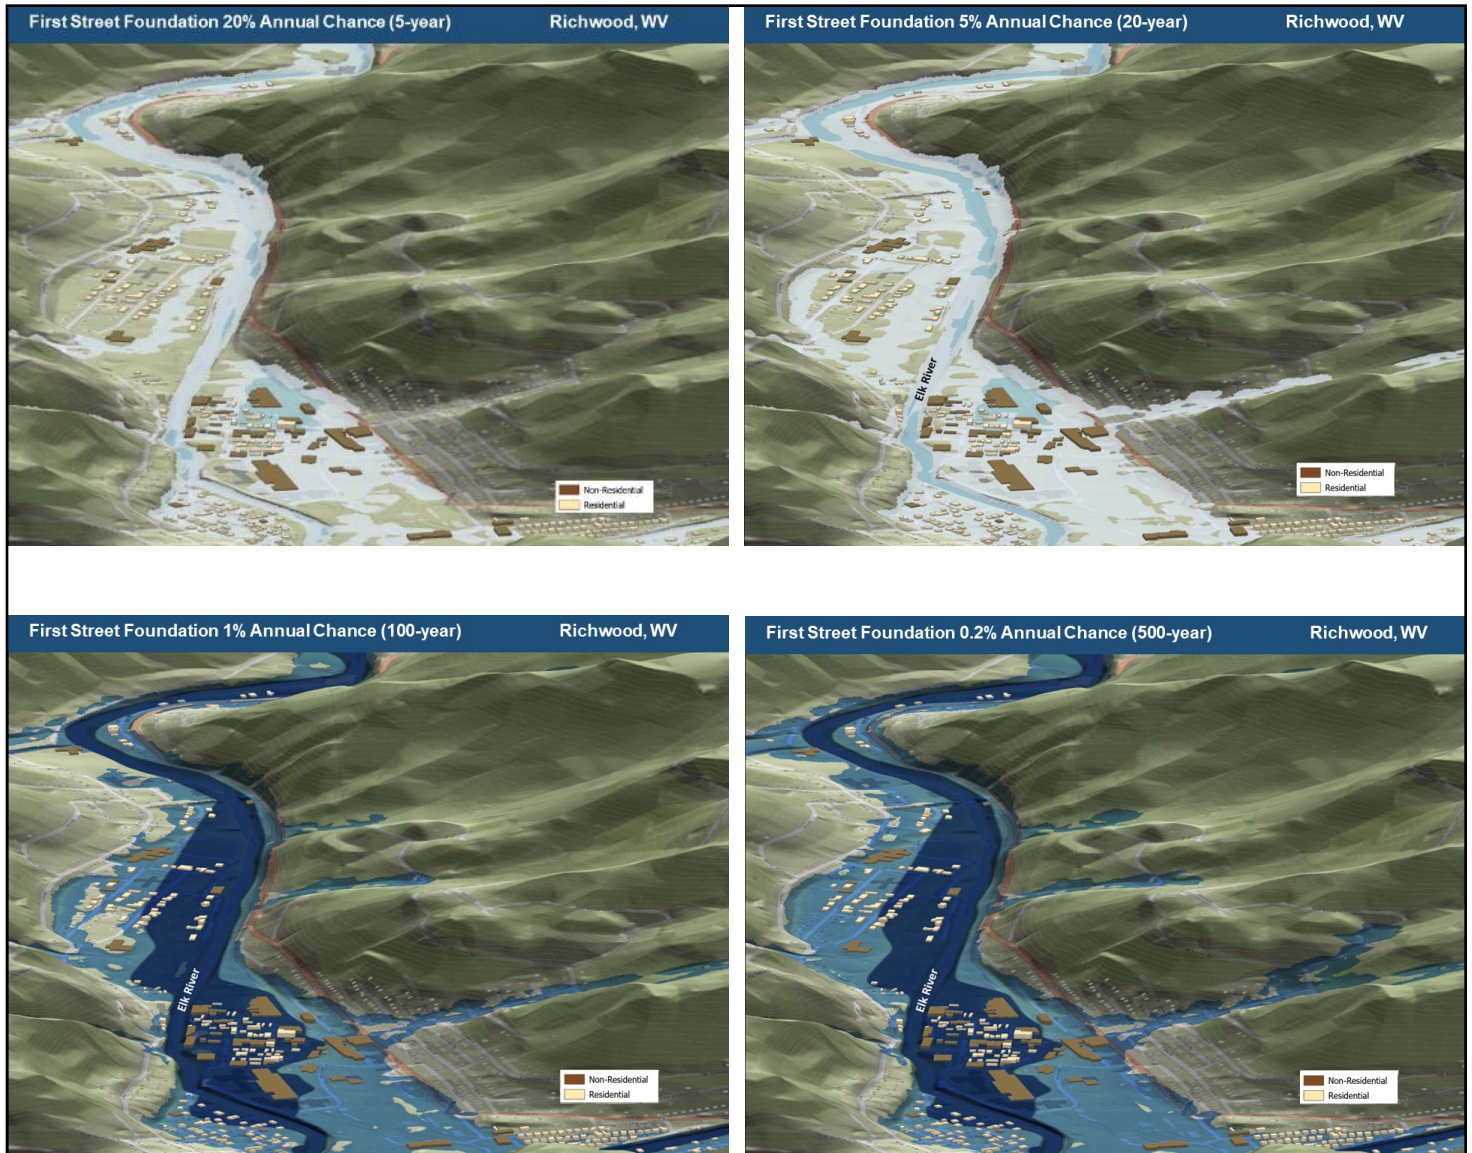 First Street Foundation 20% Annual Chance (5-year) Richwood, WV
Non-Residential
Residential
First Street Foundation 5% Annual Chance (20-year) Richwood, WV
Elk River
Non-Residential
Residential
First Street Foundation 1% Annual Chance (100-year) Richwood, WV
Elk River
Non-Residential
Residential
First Street Foundation 0.2% Annual Chance (500-year) Richwood, WV
Elk River
Non-Residential
Residential